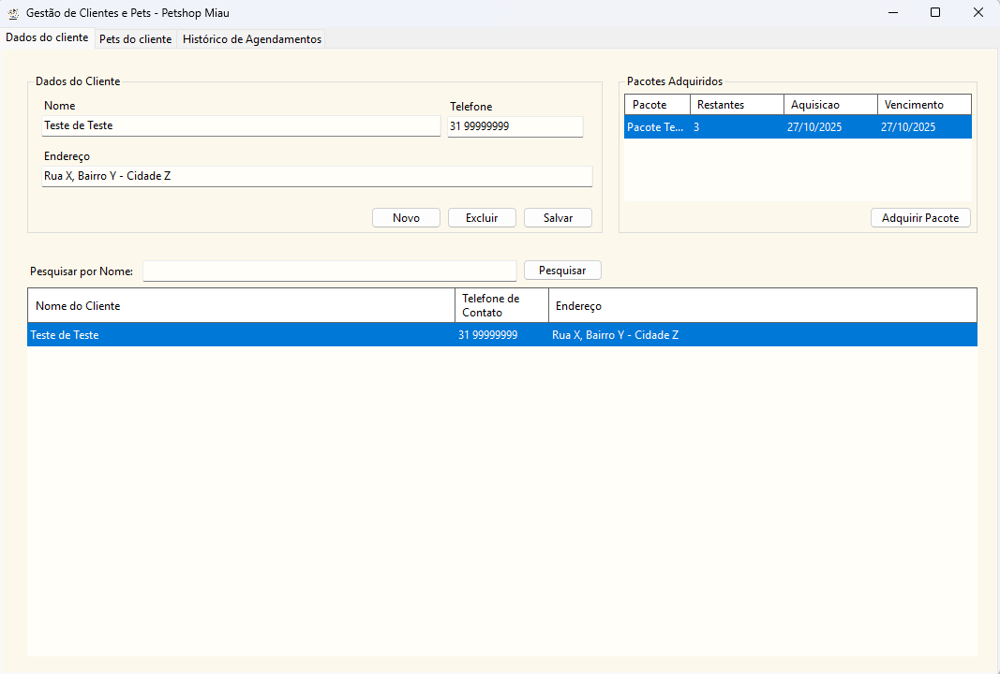 Gestão de Clientes e Pets - Petshop Miau
Dados do cliente
Pets do cliente
Histórico de Agendamentos
Dados do Cliente
Nome
Telefone
Teste de Teste
31 99999999
Endereço
Rua X, Bairro Y - Cidade Z
Novo
Excluir
Salvar
Pacotes Adquiridos
Pacote
Restantes
Aquisicao
Vencimento
Pacote Te...
3
27/10/2025
27/10/2025
Adquirir Pacote
Pesquisar por Nome:
Pesquisar
Nome do Cliente
Telefone de
Contato
Endereço
Teste de Teste
31 99999999
Rua X, Bairro Y - Cidade Z